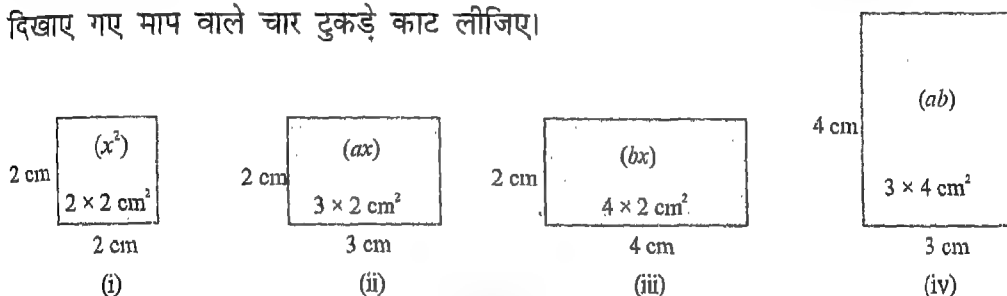 दिखाए गए माप वाले चार टुकड़े काट लीजिए।
(x²)
2 cm
2 × 2 cm²
2 cm
(i)
(ax)
2 cm
3 × 2 cm²
3 cm
(ii)
(bx)
2 cm
4 × 2 cm²
4 cm
(iii)
(ab)
4 cm
3 × 4 cm²
3 cm
(iv)